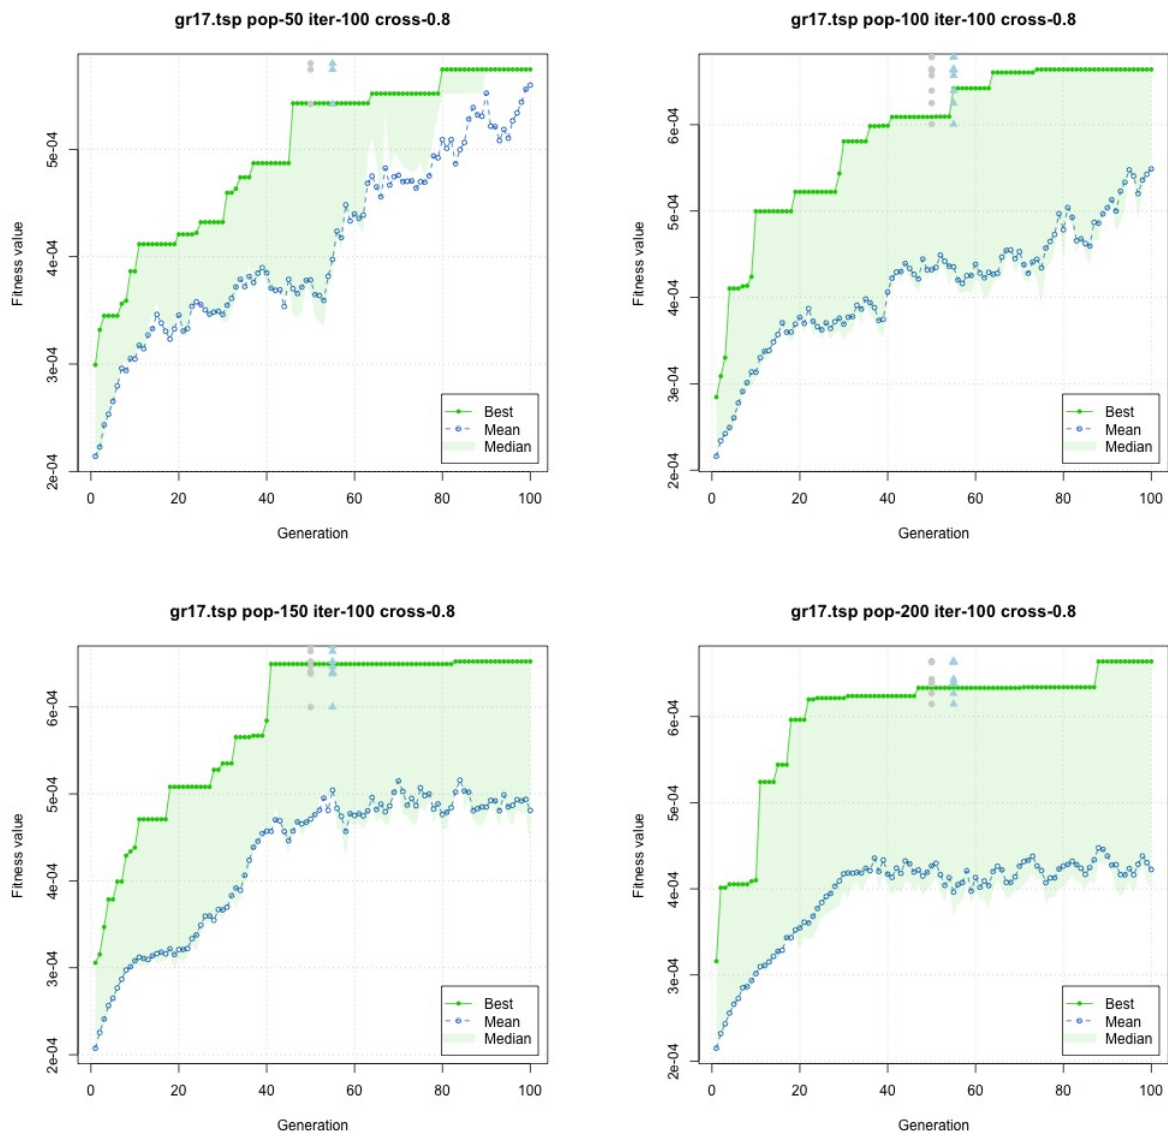 gr17.tsp pop-50 iter-100 cross-0.8
Fitness value
5e-04
4e-04
3e-04
2e-04
Best
Mean
Median
0 20 40 60 80 100
Generation
gr17.tsp pop-100 iter-100 cross-0.8
Fitness value
6e-04
5e-04
4e-04
3e-04
2e-04
Best
Mean
Median
0 20 40 60 80 100
Generation
gr17.tsp pop-150 iter-100 cross-0.8
Fitness value
6e-04
5e-04
4e-04
3e-04
2e-04
Best
Mean
Median
0 20 40 60 80 100
Generation
gr17.tsp pop-200 iter-100 cross-0.8
Fitness value
6e-04
5e-04
4e-04
3e-04
2e-04
Best
Mean
Median
0 20 40 60 80 100
Generation